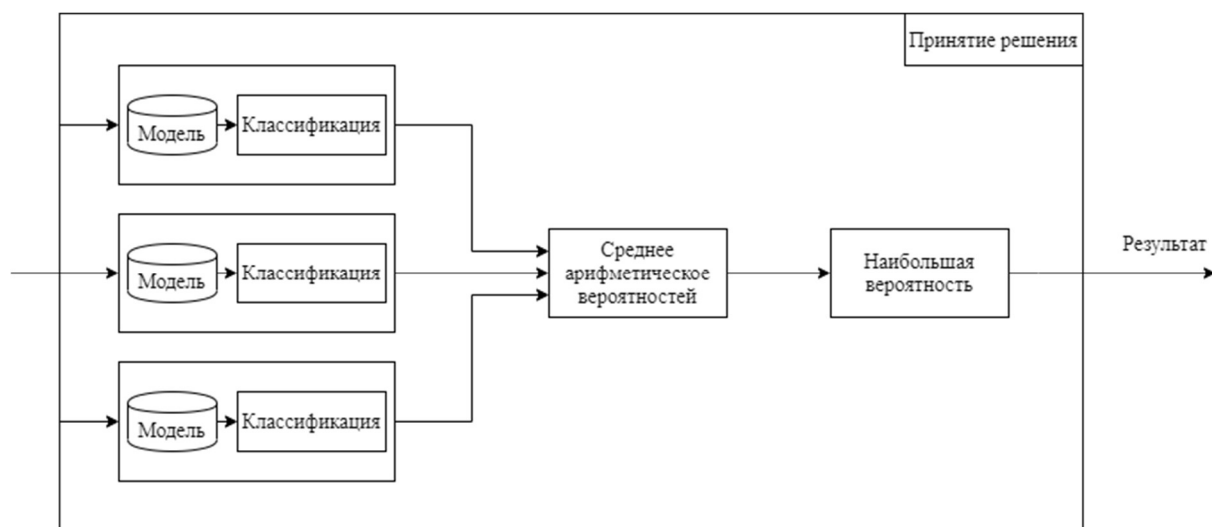 Принятие решения
Модель
Классификация
Модель
Классификация
Среднее
арифметическое
вероятностей
Наибольшая
вероятность
Результат
Модель
Классификация